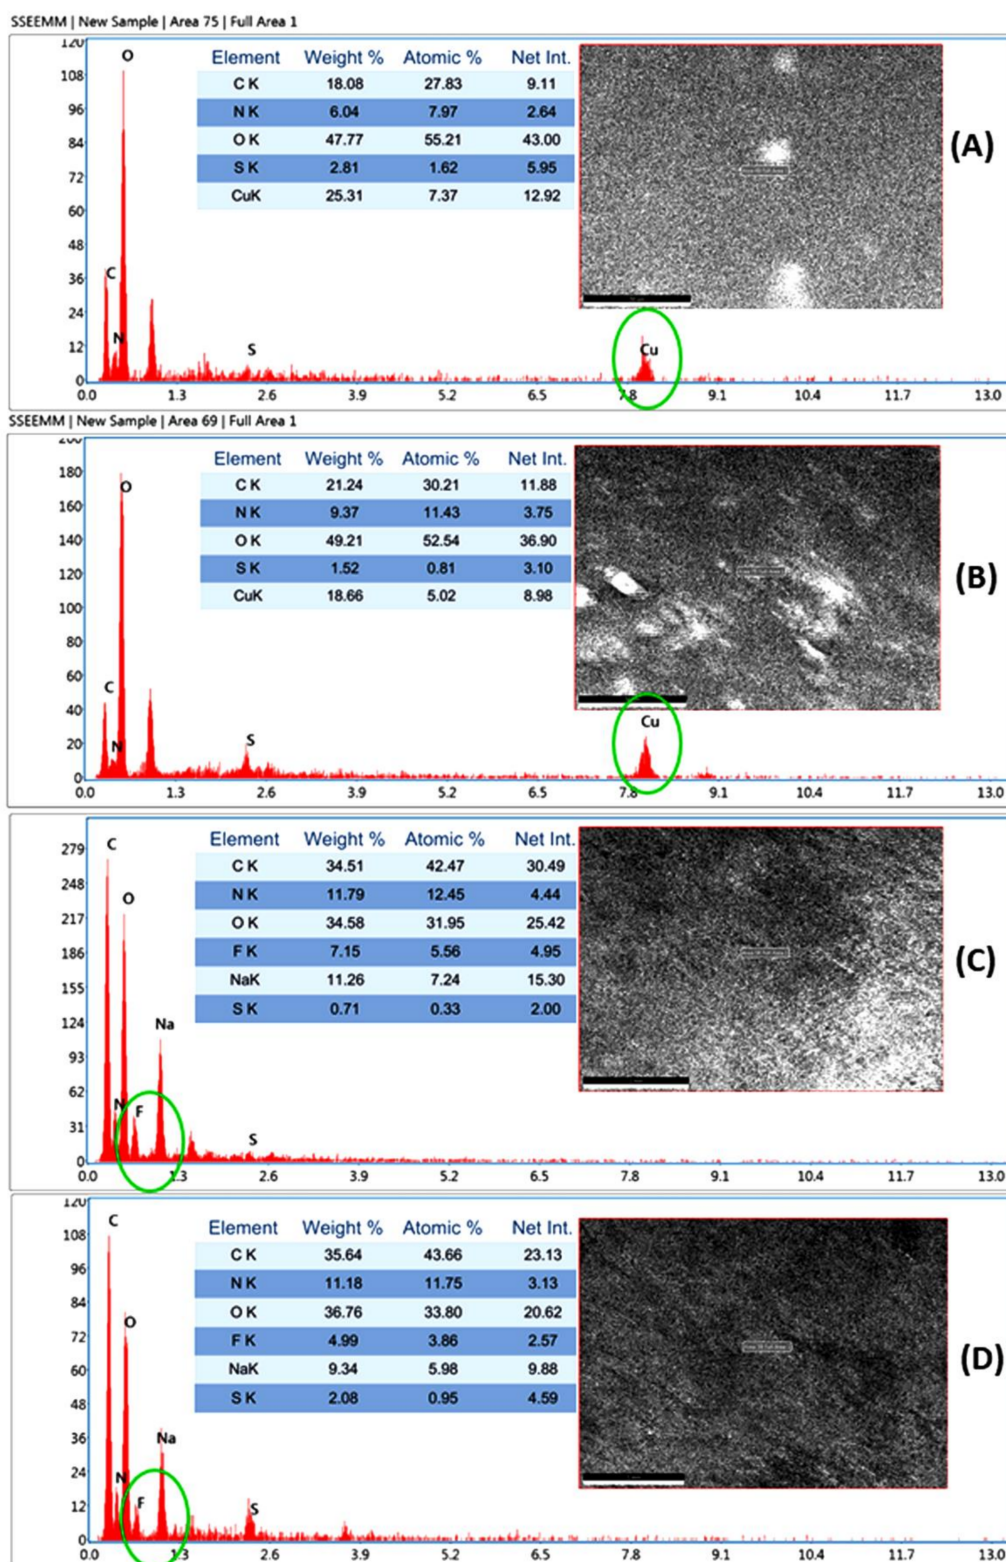 SSEEMM | New Sample | Area 75 | Full Area 1
120
108
96
84
72
60
48
36
24
12
0
O
C
N
S
Cu
Element Weight % Atomic % Net Int.
C K 18.08 27.83 9.11
N K 6.04 7.97 2.64
O K 47.77 55.21 43.00
S K 2.81 1.62 5.95
CuK 25.31 7.37 12.92
(A)
0.0 1.3 2.6 3.9 5.2 6.5 7.8 9.1 10.4 11.7 13.0
SSEEMM | New Sample | Area 69 | Full Area 1
200
180
160
140
120
100
80
60
40
20
0
O
C
N
S
Cu
Element Weight % Atomic % Net Int.
C K 21.24 30.21 11.88
N K 9.37 11.43 3.75
O K 49.21 52.54 36.90
S K 1.52 0.81 3.10
CuK 18.66 5.02 8.98
(B)
0.0 1.3 2.6 3.9 5.2 6.5 7.8 9.1 10.4 11.7 13.0
279
248
217
186
155
124
93
62
31
0
C
O
Na
N
F
S
Element Weight % Atomic % Net Int.
C K 34.51 42.47 30.49
N K 11.79 12.45 4.44
O K 34.58 31.95 25.42
F K 7.15 5.56 4.95
NaK 11.26 7.24 15.30
S K 0.71 0.33 2.00
(C)
0.0 1.3 2.6 3.9 5.2 6.5 7.8 9.1 10.4 11.7 13.0
120
108
96
84
72
60
48
36
24
12
0
C
O
Na
N
F
S
Element Weight % Atomic % Net Int.
C K 35.64 43.66 23.13
N K 11.18 11.75 3.13
O K 36.76 33.80 20.62
F K 4.99 3.86 2.57
NaK 9.34 5.98 9.88
S K 2.08 0.95 4.59
(D)
0.0 1.3 2.6 3.9 5.2 6.5 7.8 9.1 10.4 11.7 13.0